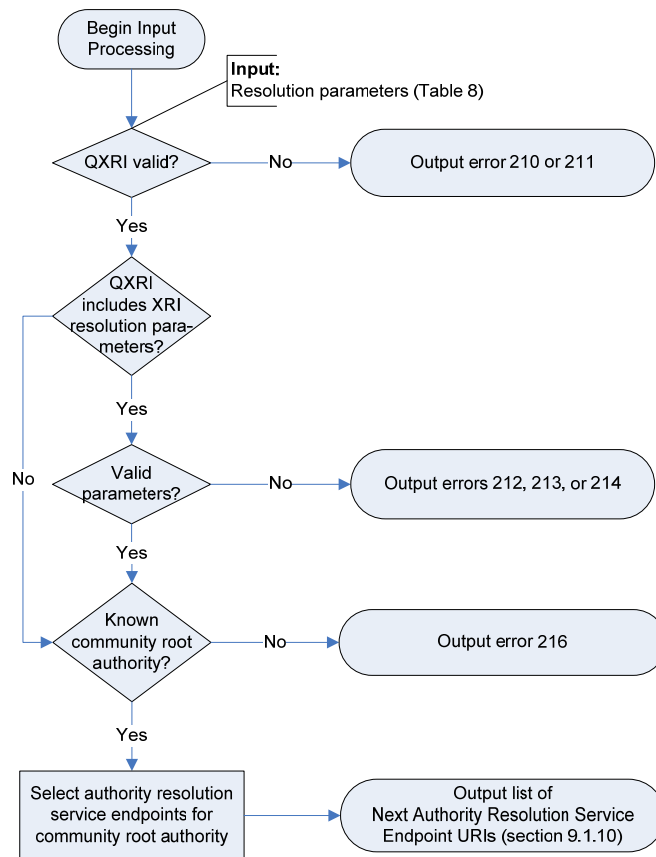 Begin Input
Processing
Input:
Resolution parameters (Table 8)
QXRI valid?
No
Output error 210 or 211
Yes
QXRI
includes XRI
resolution para-
meters?
Yes
No
Valid
parameters?
No
Output errors 212, 213, or 214
Yes
Known
community root
authority?
No
Output error 216
Yes
Select authority resolution
service endpoints for
community root authority
Output list of
Next Authority Resolution Service
Endpoint URIs (section 9.1.10)